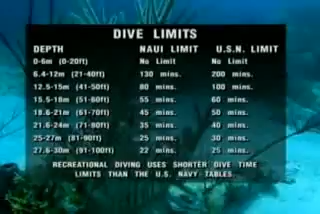 DIVE LIMITS
DEPTH NAUI LIMIT U.S.N. LIMIT
0-6m (0-20ft) No Limit No Limit
6.4-12m (21-40ft) 130 mins. 200 mins.
12.5-15m (41-50ft) 80 mins. 100 mins.
15.5-18m (51-60ft) 55 mins. 60 mins.
18.6-21m (61-70ft) 45 mins. 50 mins.
21.6-24m (71-80ft) 35 mins. 40 mins.
25-27m (81-90ft) 25 mins. 30 mins.
27.6-30m (91-100ft) 22 mins. 25 mins.
RECREATIONAL DIVING USES SHORTER DIVE TIME
LIMITS THAN THE U.S. NAVY TABLES.